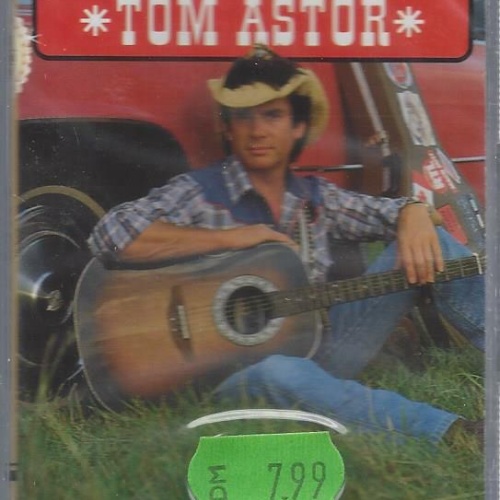 * TOM ASTOR *
DM 7.99